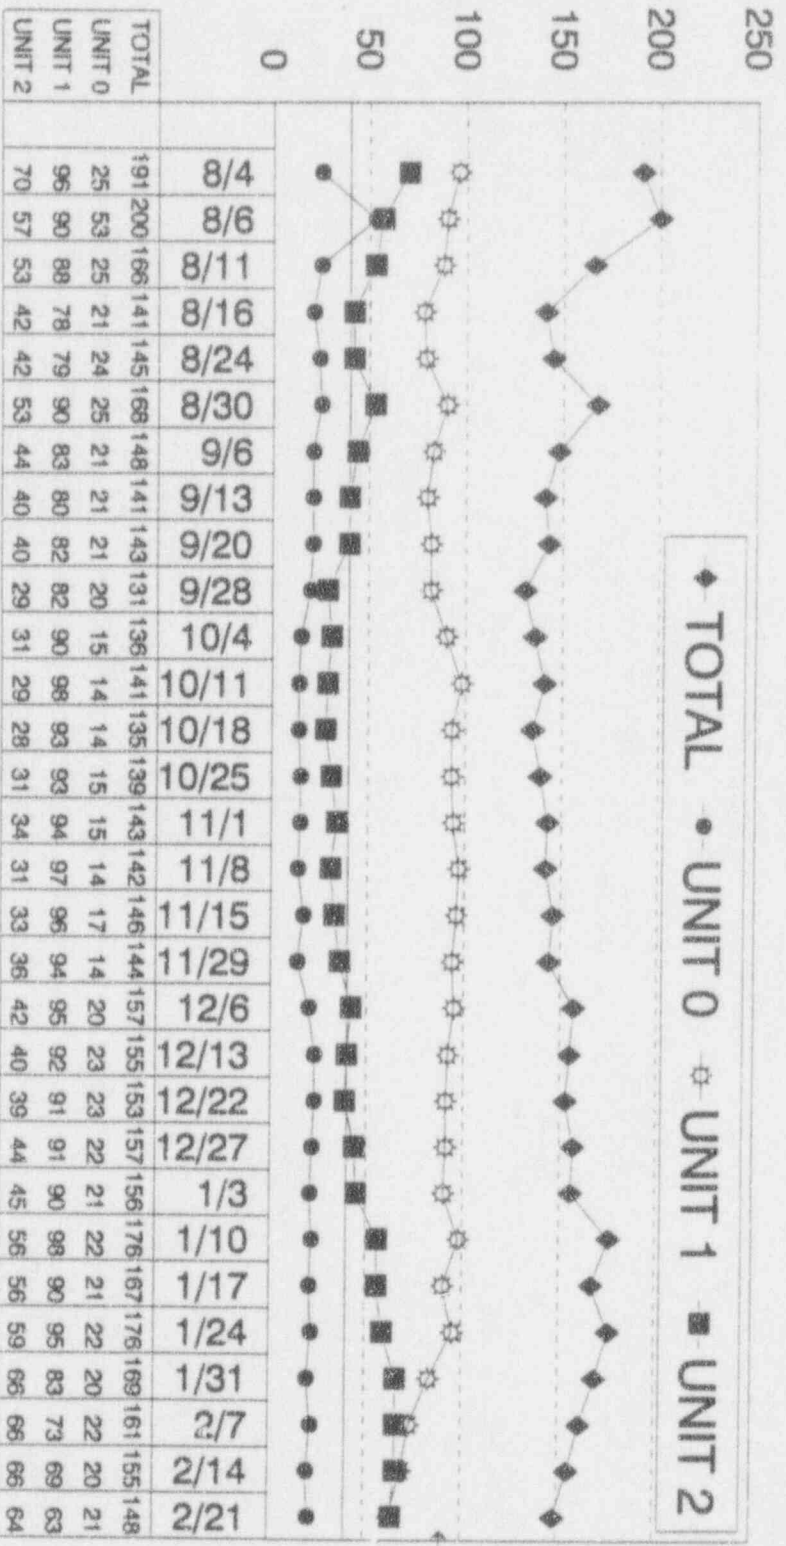 250
200
150
100
50
0
TOTAL UNIT 0 UNIT 1 UNIT 2
8/4 8/6 8/11 8/16 8/24 8/30 9/6 9/13 9/20 9/28 10/4 10/11 10/18 10/25 11/1 11/8 11/15 11/29 12/6 12/13 12/22 12/27 1/3 1/10 1/17 1/24 1/31 2/7 2/14 2/21
TOTAL 191 200 166 141 145 168 148 141 143 131 136 141 135 139 143 142 146 144 157 155 153 157 156 176 167 176 169 161 155 148
UNIT 0 25 53 25 21 24 25 21 21 21 20 15 14 14 15 15 14 17 14 20 23 23 22 21 22 21 22 20 22 20 21
UNIT 1 96 90 88 78 79 90 83 80 82 82 90 98 93 93 94 97 96 94 95 92 91 91 90 98 90 95 83 73 69 63
UNIT 2 70 57 53 42 42 53 44 40 40 29 31 29 28 31 34 31 33 36 42 40 39 44 45 56 56 59 66 66 66 64